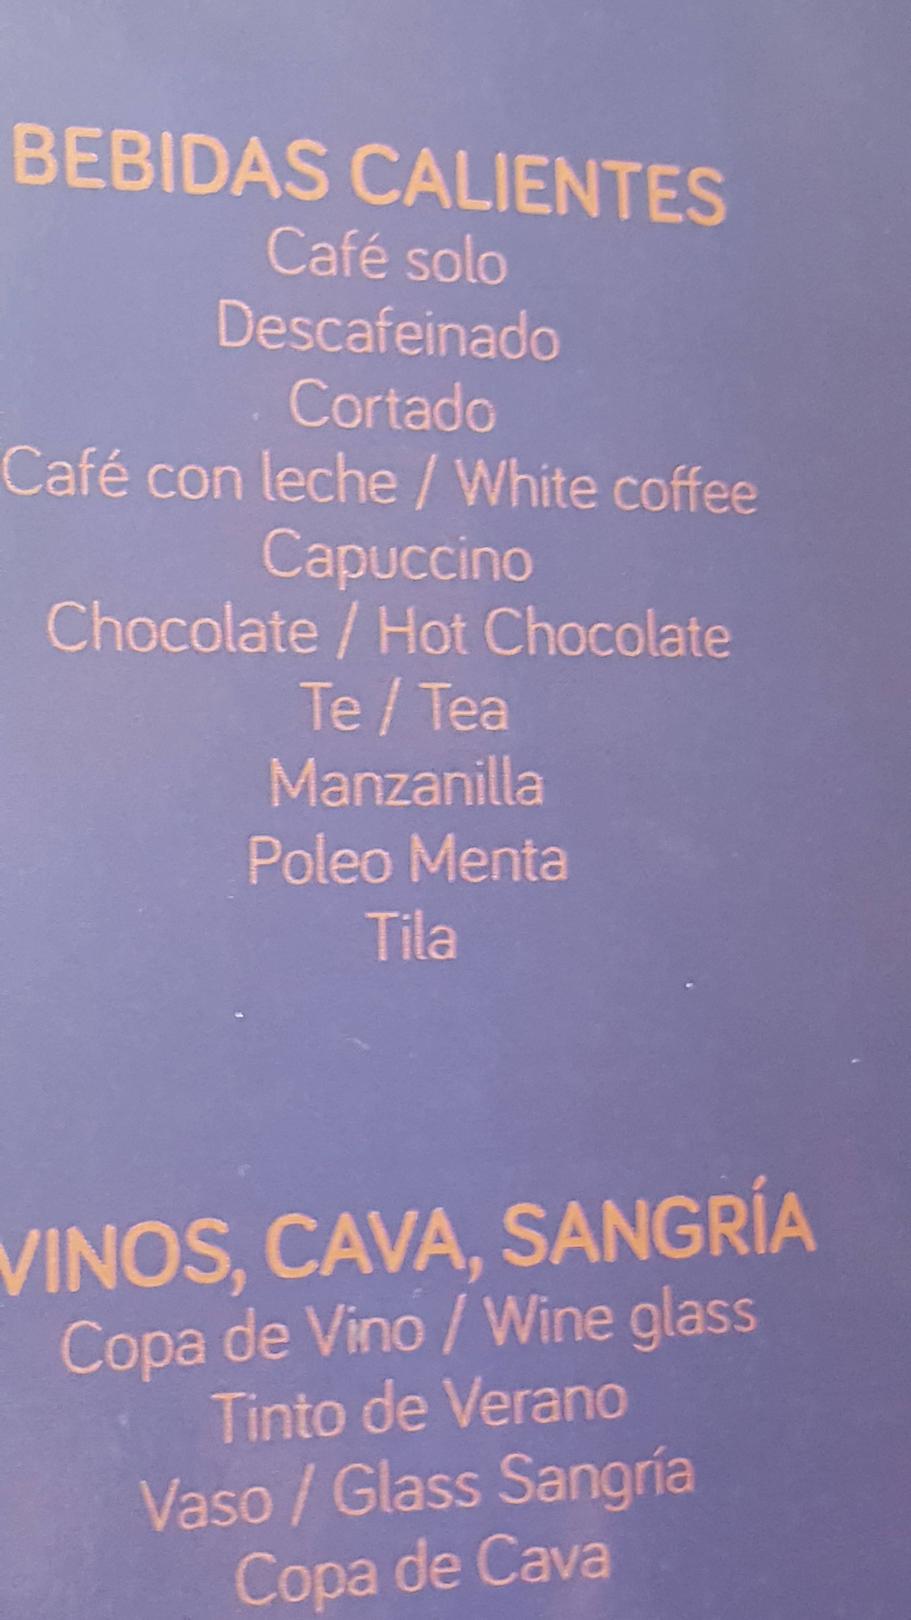 BEBIDAS CALIENTES
Café solo
Descafeinado
Cortado
Café con leche / White coffee
Capuccino
Chocolate / Hot Chocolate
Te / Tea
Manzanilla
Poleo Menta
Tila
VINOS, CAVA, SANGRÍA
Copa de Vino / Wine glass
Tinto de Verano
Vaso / Glass Sangría
Copa de Cava